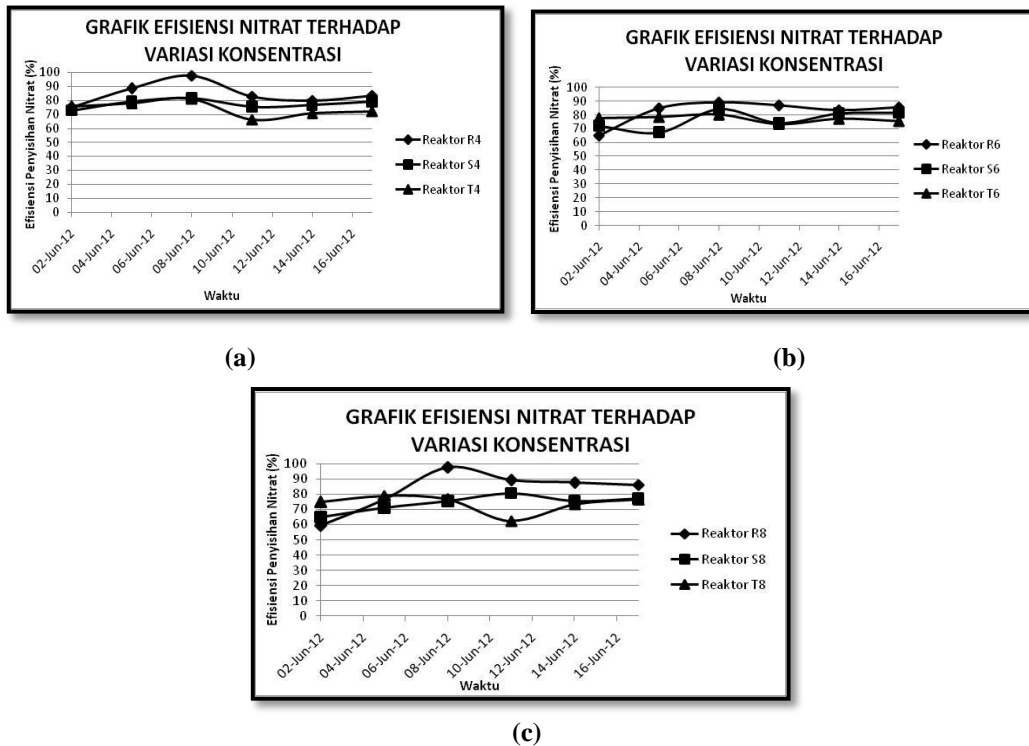 GRAFIK EFISIENSI NITRAT TERHADAP
VARIASI KONSENTRASI
Efisiensi Penyisihan Nitrat (%)
100
90
80
70
60
50
40
30
20
10
0
Reaktor R4
Reaktor S4
Reaktor T4
02-Jun-12
04-Jun-12
06-Jun-12
08-Jun-12
10-Jun-12
12-Jun-12
14-Jun-12
16-Jun-12
Waktu
(a)
GRAFIK EFISIENSI NITRAT TERHADAP
VARIASI KONSENTRASI
Efisiensi Penyisihan Nitrat (%)
100
90
80
70
60
50
40
30
20
10
0
Reaktor R6
Reaktor S6
Reaktor T6
02-Jun-12
04-Jun-12
06-Jun-12
08-Jun-12
10-Jun-12
12-Jun-12
14-Jun-12
16-Jun-12
Waktu
(b)
GRAFIK EFISIENSI NITRAT TERHADAP
VARIASI KONSENTRASI
Efisiensi Penyisihan Nitrat (%)
100
90
80
70
60
50
40
30
20
10
0
Reaktor R8
Reaktor S8
Reaktor T8
02-Jun-12
04-Jun-12
06-Jun-12
08-Jun-12
10-Jun-12
12-Jun-12
14-Jun-12
16-Jun-12
Waktu
(c)